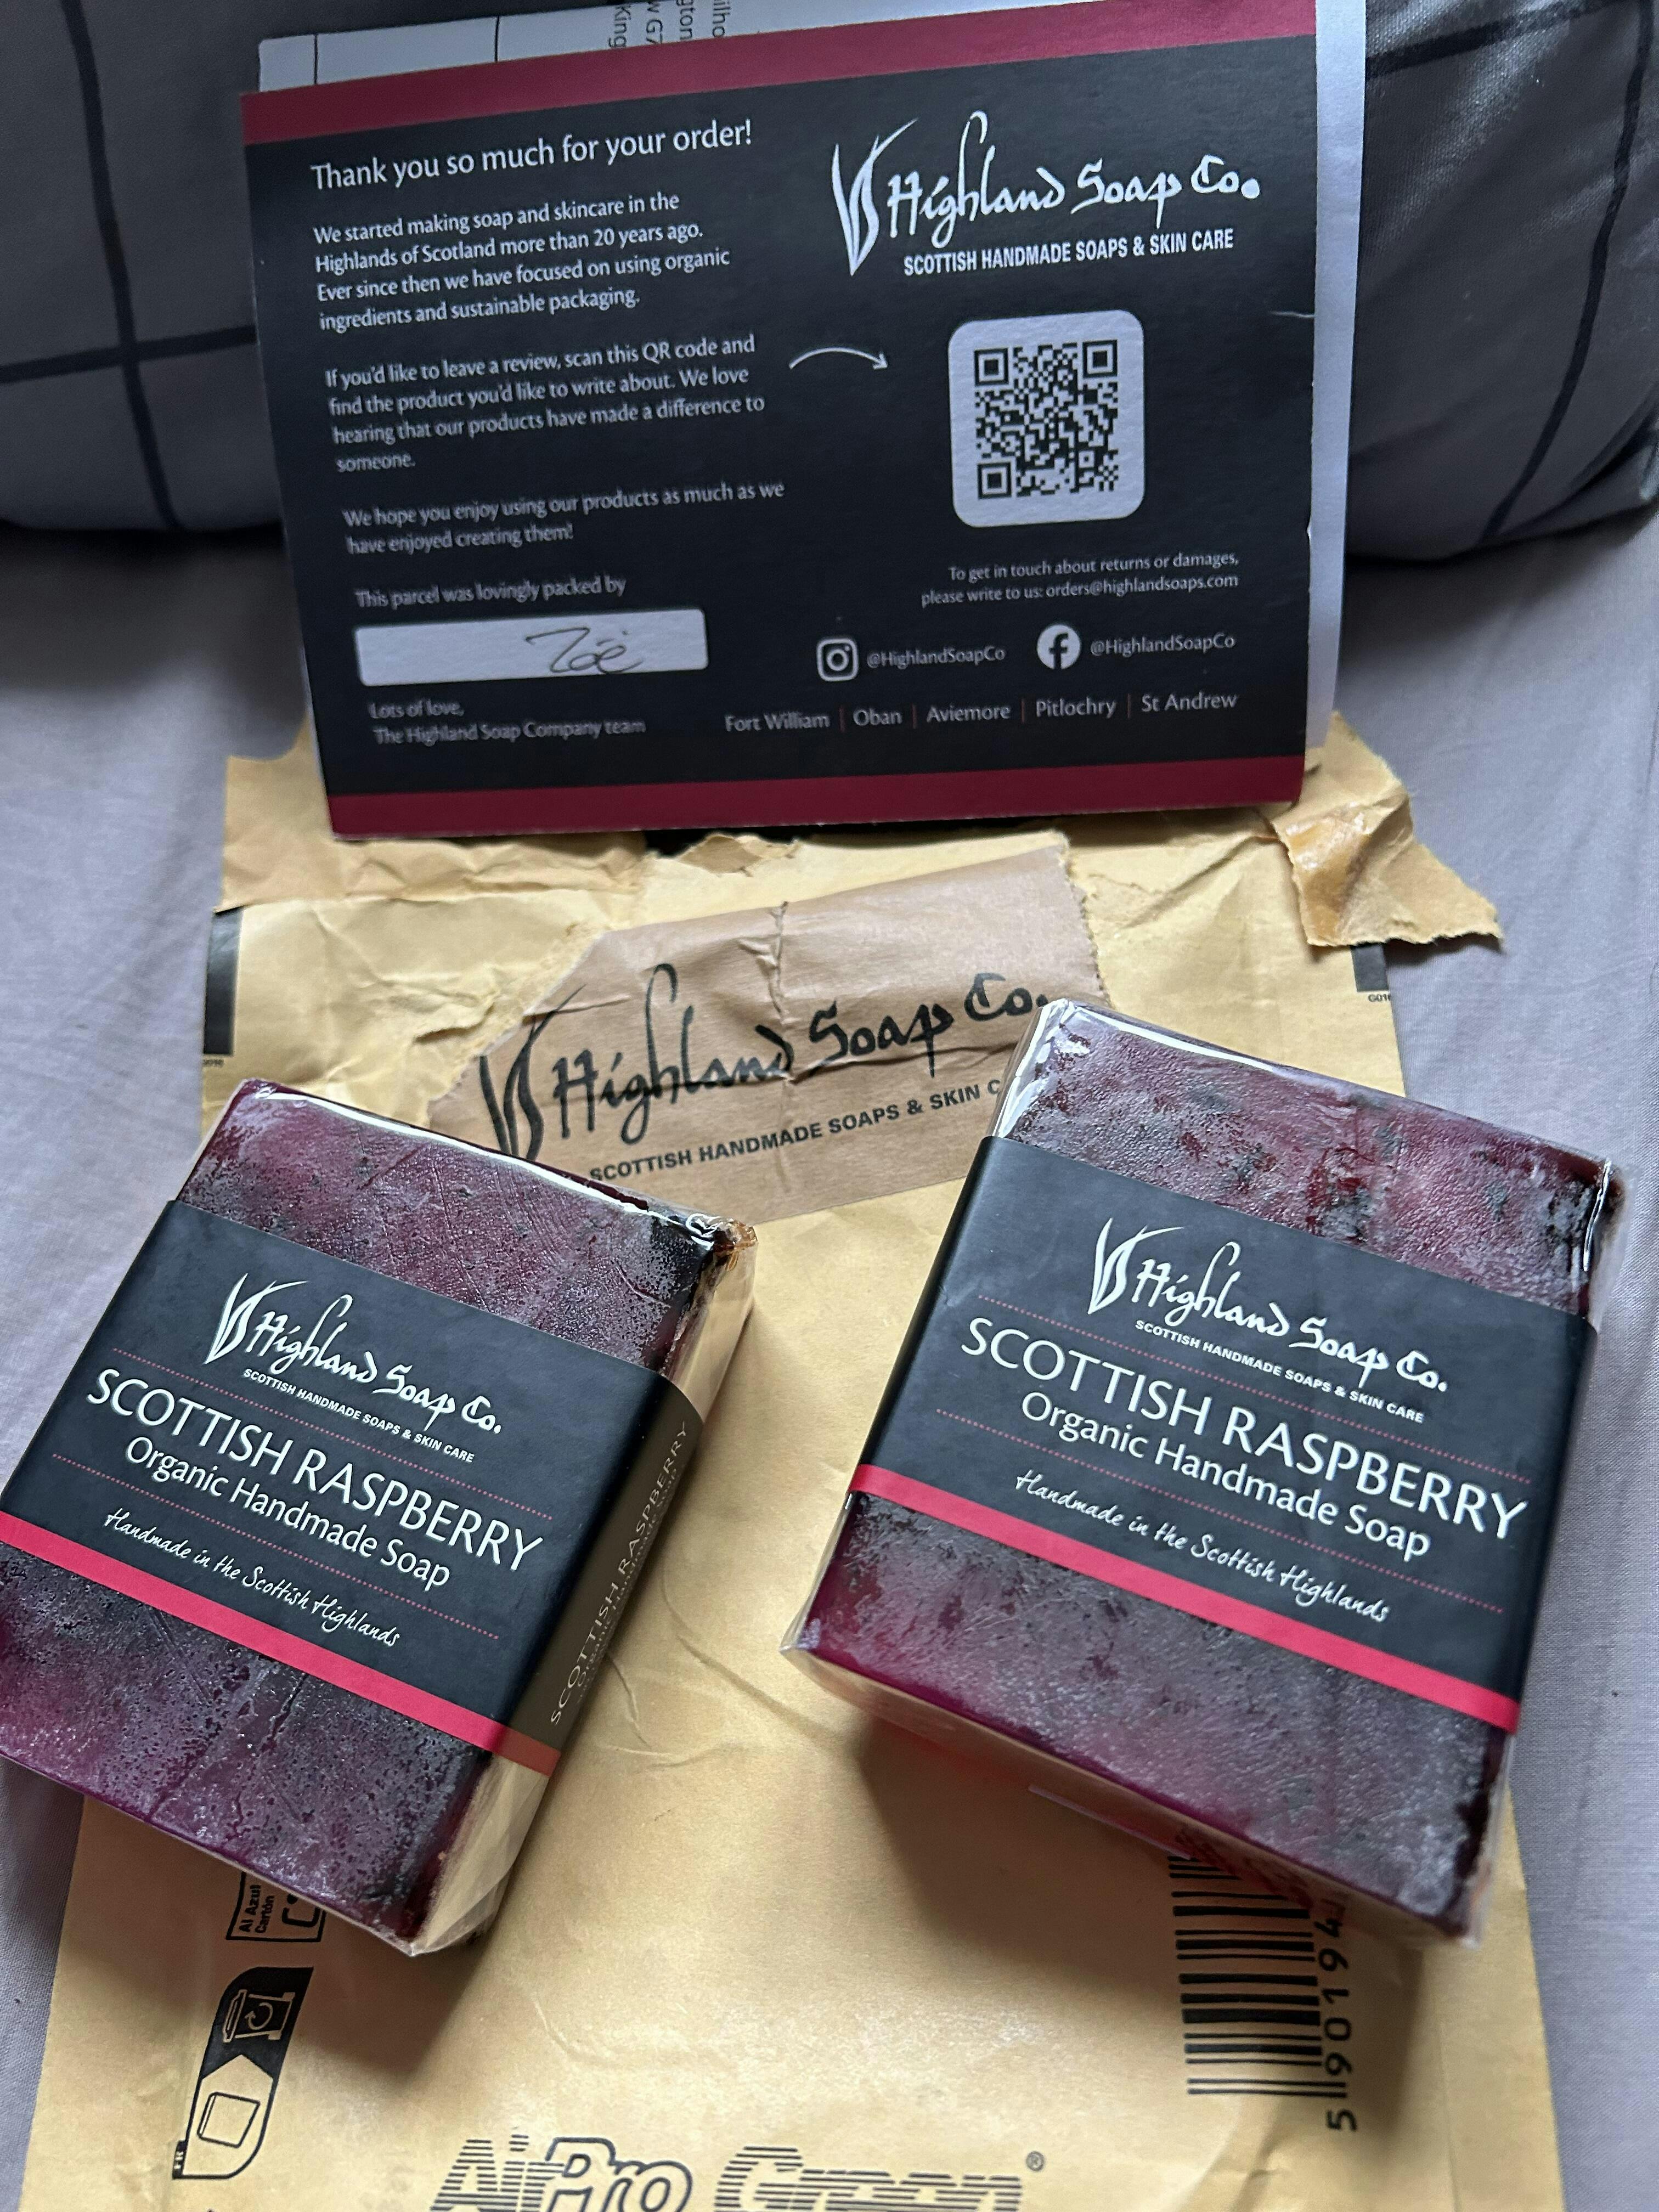 Thank you so much for your order!
We started making soap and skincare in the
Highlands of Scotland more than 20 years ago.
Ever since then we have focused on using organic
ingredients and sustainable packaging.
If you'd like to leave a review, scan this QR code and
find the product you'd like to write about. We love
hearing that our products have made a difference to
someone.
We hope you enjoy using our products as much as we
have enjoyed creating them!
This parcel was lovingly packed by
Zoë
Lots of love,
The Highland Soap Company team
Highland Soap Co.
SCOTTISH HANDMADE SOAPS & SKIN CARE
To get in touch about returns or damages,
please write to us: orders@highlandsoaps.com
@HighlandSoapCo
@HighlandSoapCo
Fort William | Oban | Aviemore | Pitlochry | St Andrew
Highland Soap Co.
SCOTTISH HANDMADE SOAPS & SKIN C
Highland Soap Co.
SCOTTISH HANDMADE SOAPS & SKIN CARE
SCOTTISH RASPBERRY
Organic Handmade Soap
Handmade in the Scottish Highlands
SCOTTISH RASPBERRY
Highland Soap Co.
SCOTTISH HANDMADE SOAPS & SKIN CARE
SCOTTISH RASPBERRY
Organic Handmade Soap
Handmade in the Scottish Highlands
Al Azul
Cartón
5 90194
AirPro Green®